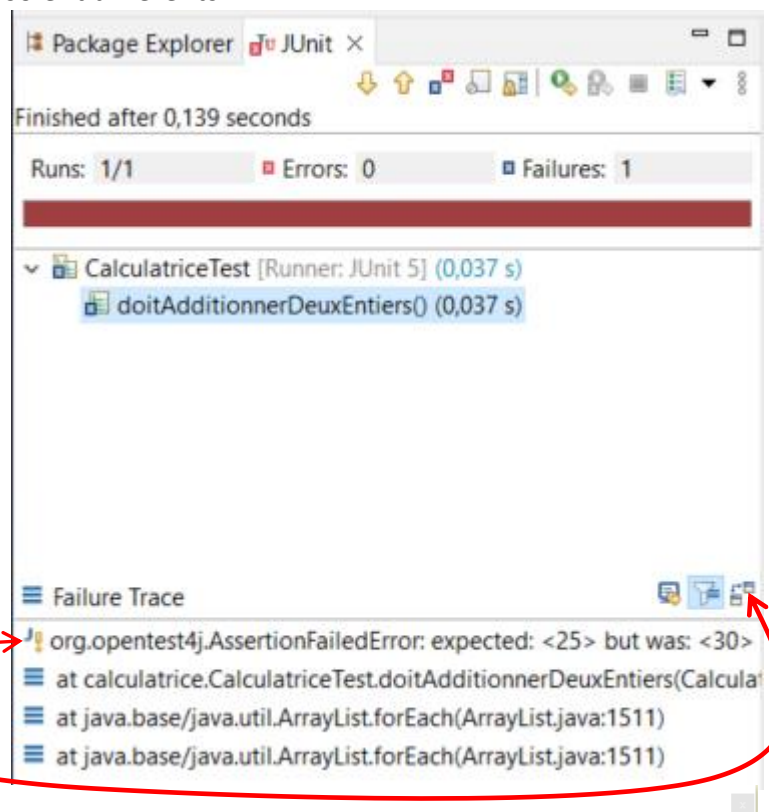 Package Explorer JUnit
Finished after 0,139 seconds
Runs: 1/1 Errors: 0 Failures: 1
CalculatriceTest [Runner: JUnit 5] (0,037 s)
doitAdditionnerDeuxEntiers() (0,037 s)
Failure Trace
org.opentest4j.AssertionFailedError: expected: <25> but was: <30>
at calculatrice.CalculatriceTest.doitAdditionnerDeuxEntiers(Calculat
at java.base/java.util.ArrayList.forEach(ArrayList.java:1511)
at java.base/java.util.ArrayList.forEach(ArrayList.java:1511)